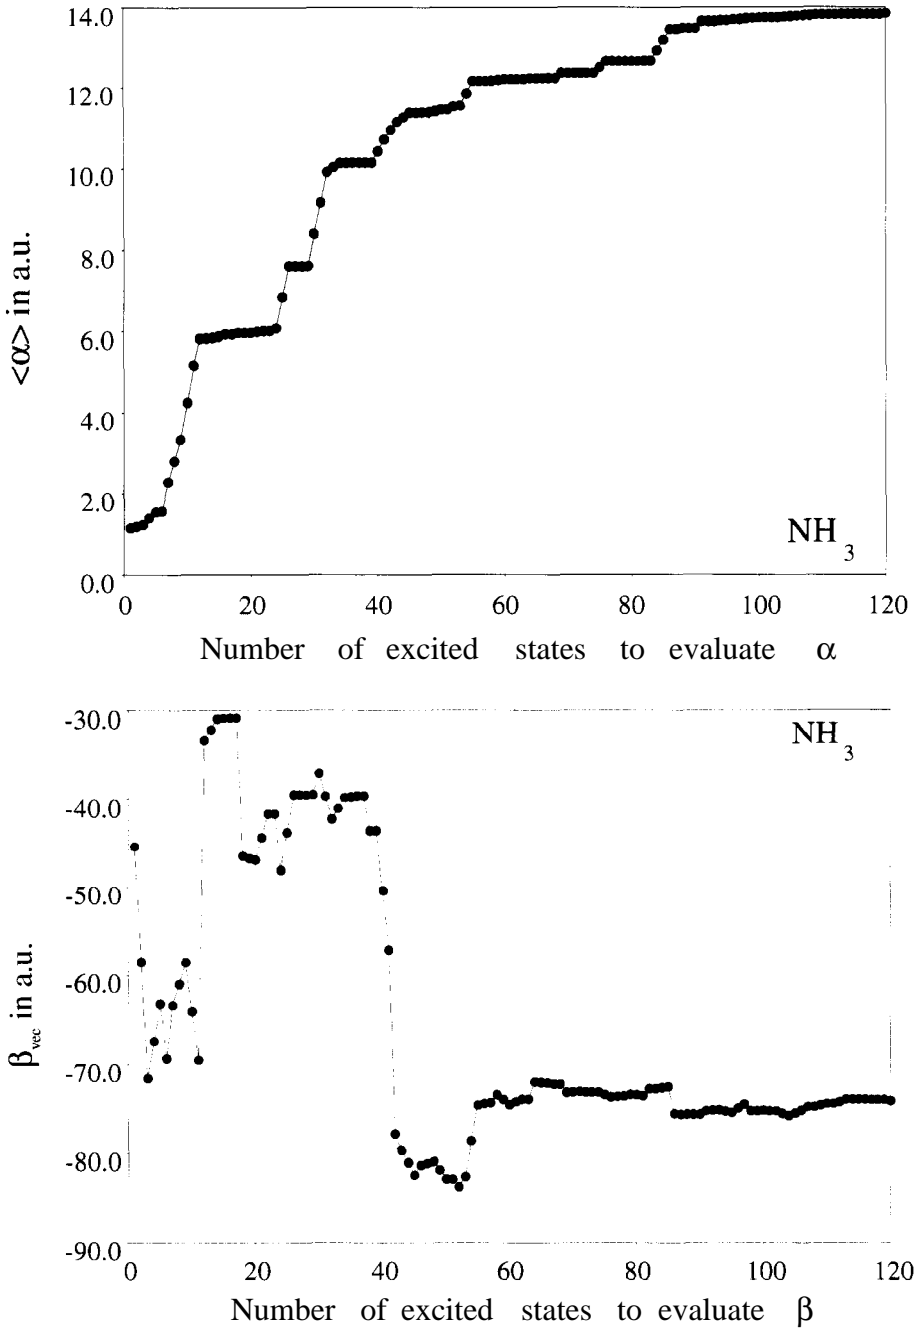 14.0
12.0
10.0
8.0
6.0
4.0
2.0
0.0
<α> in a.u.
NH3
0 20 40 60 80 100 120
Number of excited states to evaluate α
-30.0
-40.0
-50.0
-60.0
-70.0
-80.0
-90.0
βvec in a.u.
NH3
0 20 40 60 80 100 120
Number of excited states to evaluate β